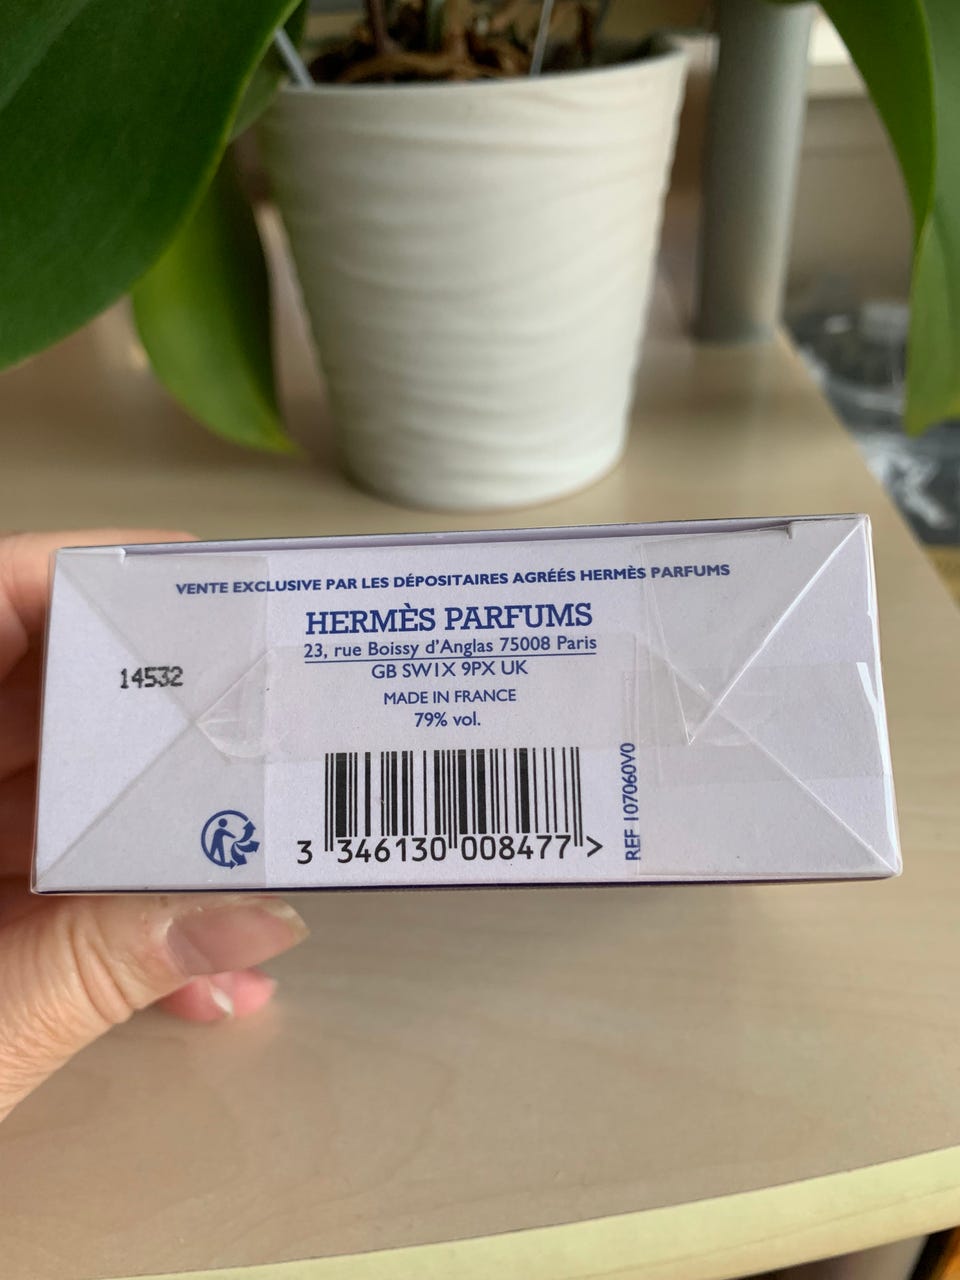 VENTE EXCLUSIVE PAR LES DÉPOSITAIRES AGRÉÉS HERMÈS PARFUMS
HERMÈS PARFUMS
23, rue Boissy d'Anglas 75008 Paris
GB SW1X 9PX UK
MADE IN FRANCE
79% vol.
14532
3 346130 008477 >
REF 107060V0